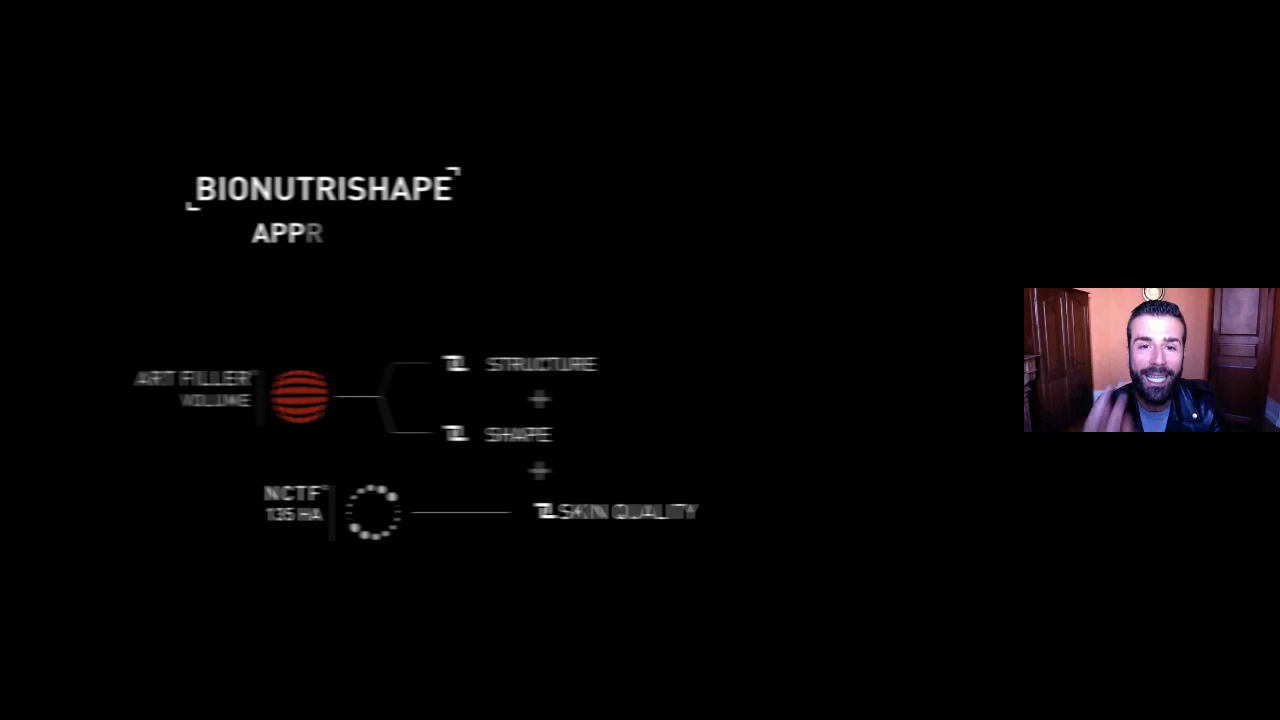 BIONUTRISHAPE
APPR
ART FILLER®
VOLUME
STRUCTURE
+
SHAPE
+
NCTF®
135 HA
SKIN QUALITY